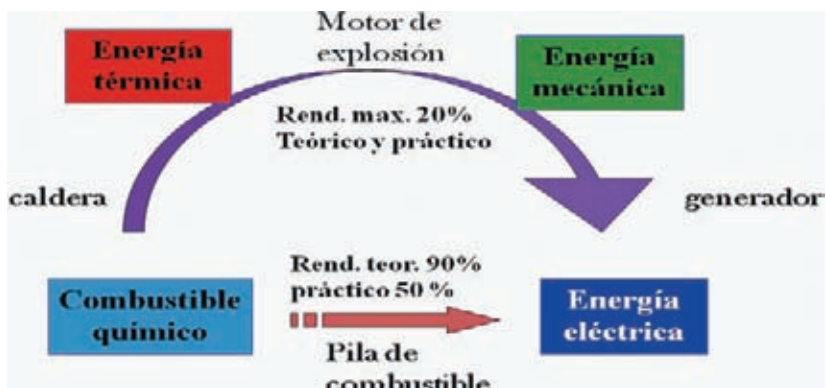 Motor de
explosión
Energía
térmica
Energía
mecánica
Rend. max. 20%
Teórico y práctico
caldera
generador
Rend. teor. 90%
práctico 50 %
Combustible
químico
Energía
eléctrica
Pila de
combustible